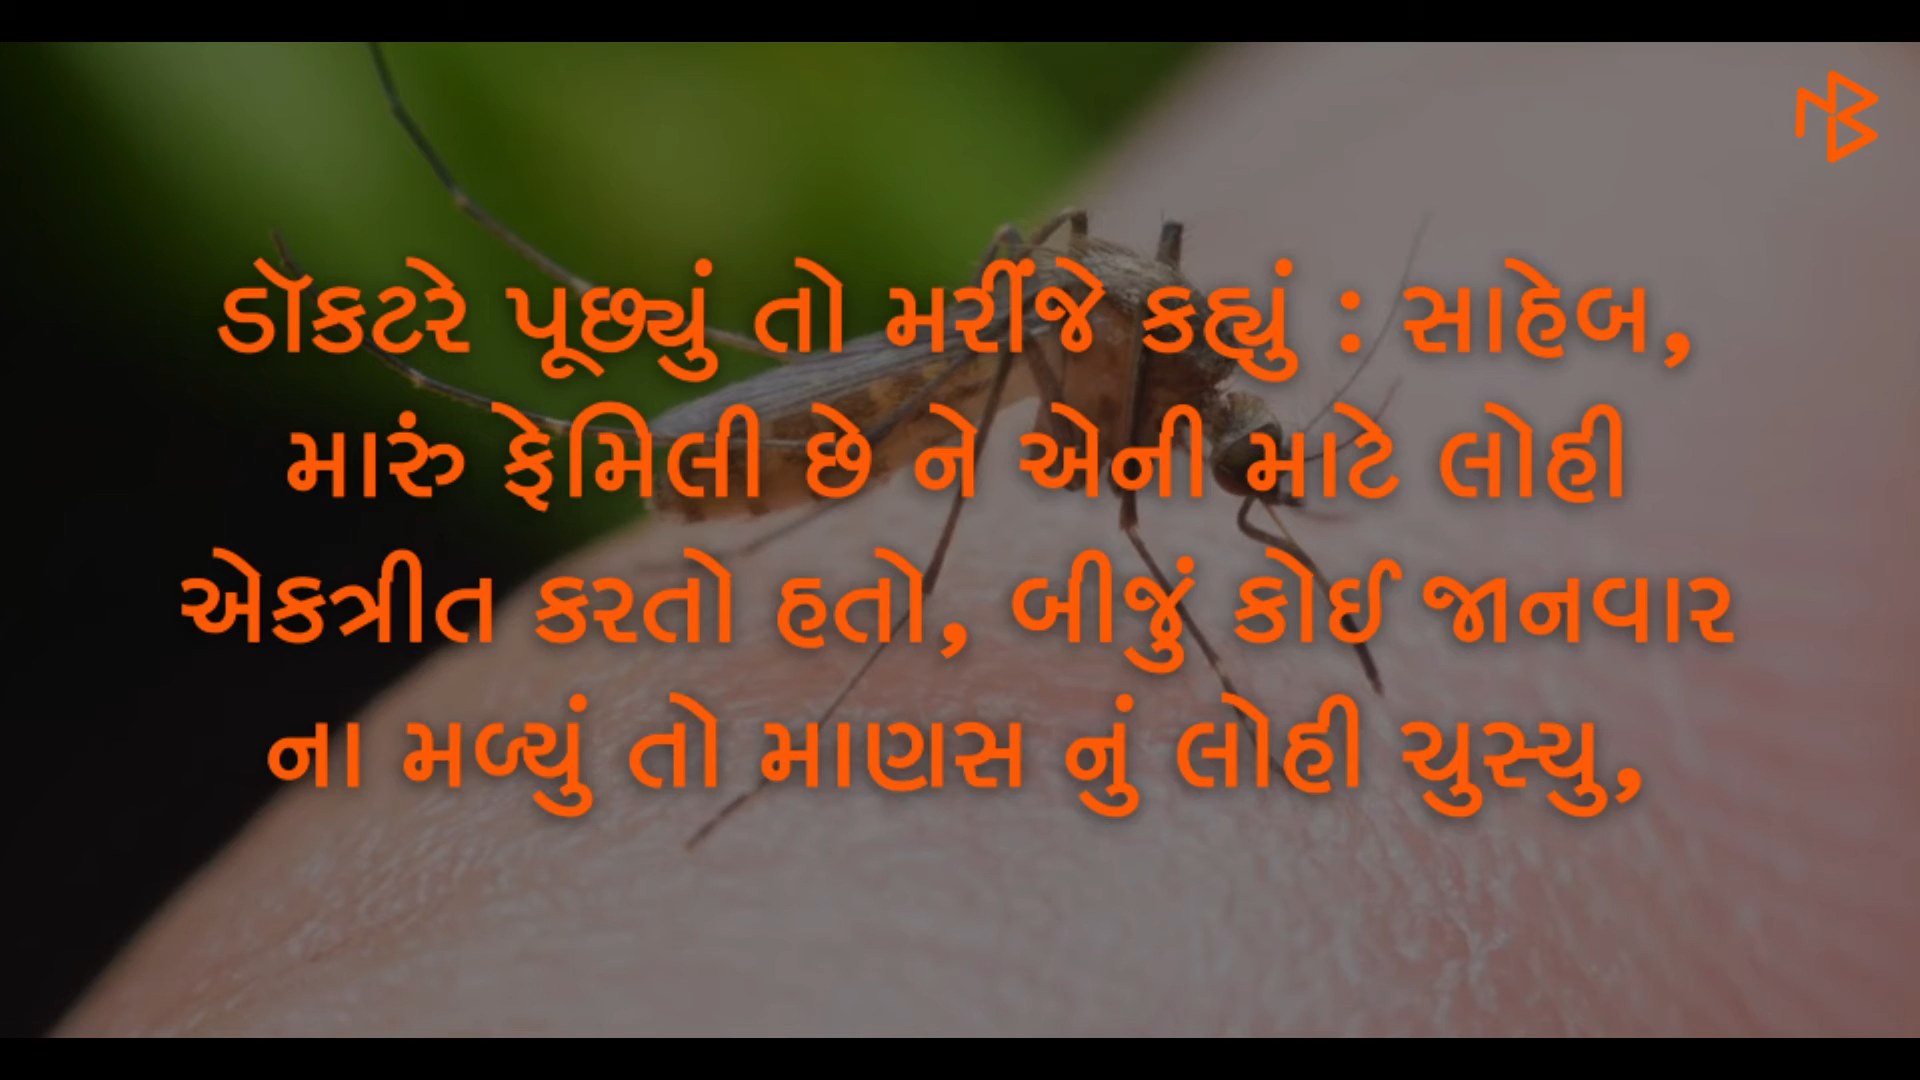 ડૉકટરે પૂછ્યું તો મરીંજે કહ્યું : સાહેબ,
મારું ફેમિલી છે ને એની માટે લોહી
એકત્રીત કરતો હતો, બીજું કોઈ જાનવાર
ના મળ્યું તો માણસ નું લોહી ચુસ્યુ,